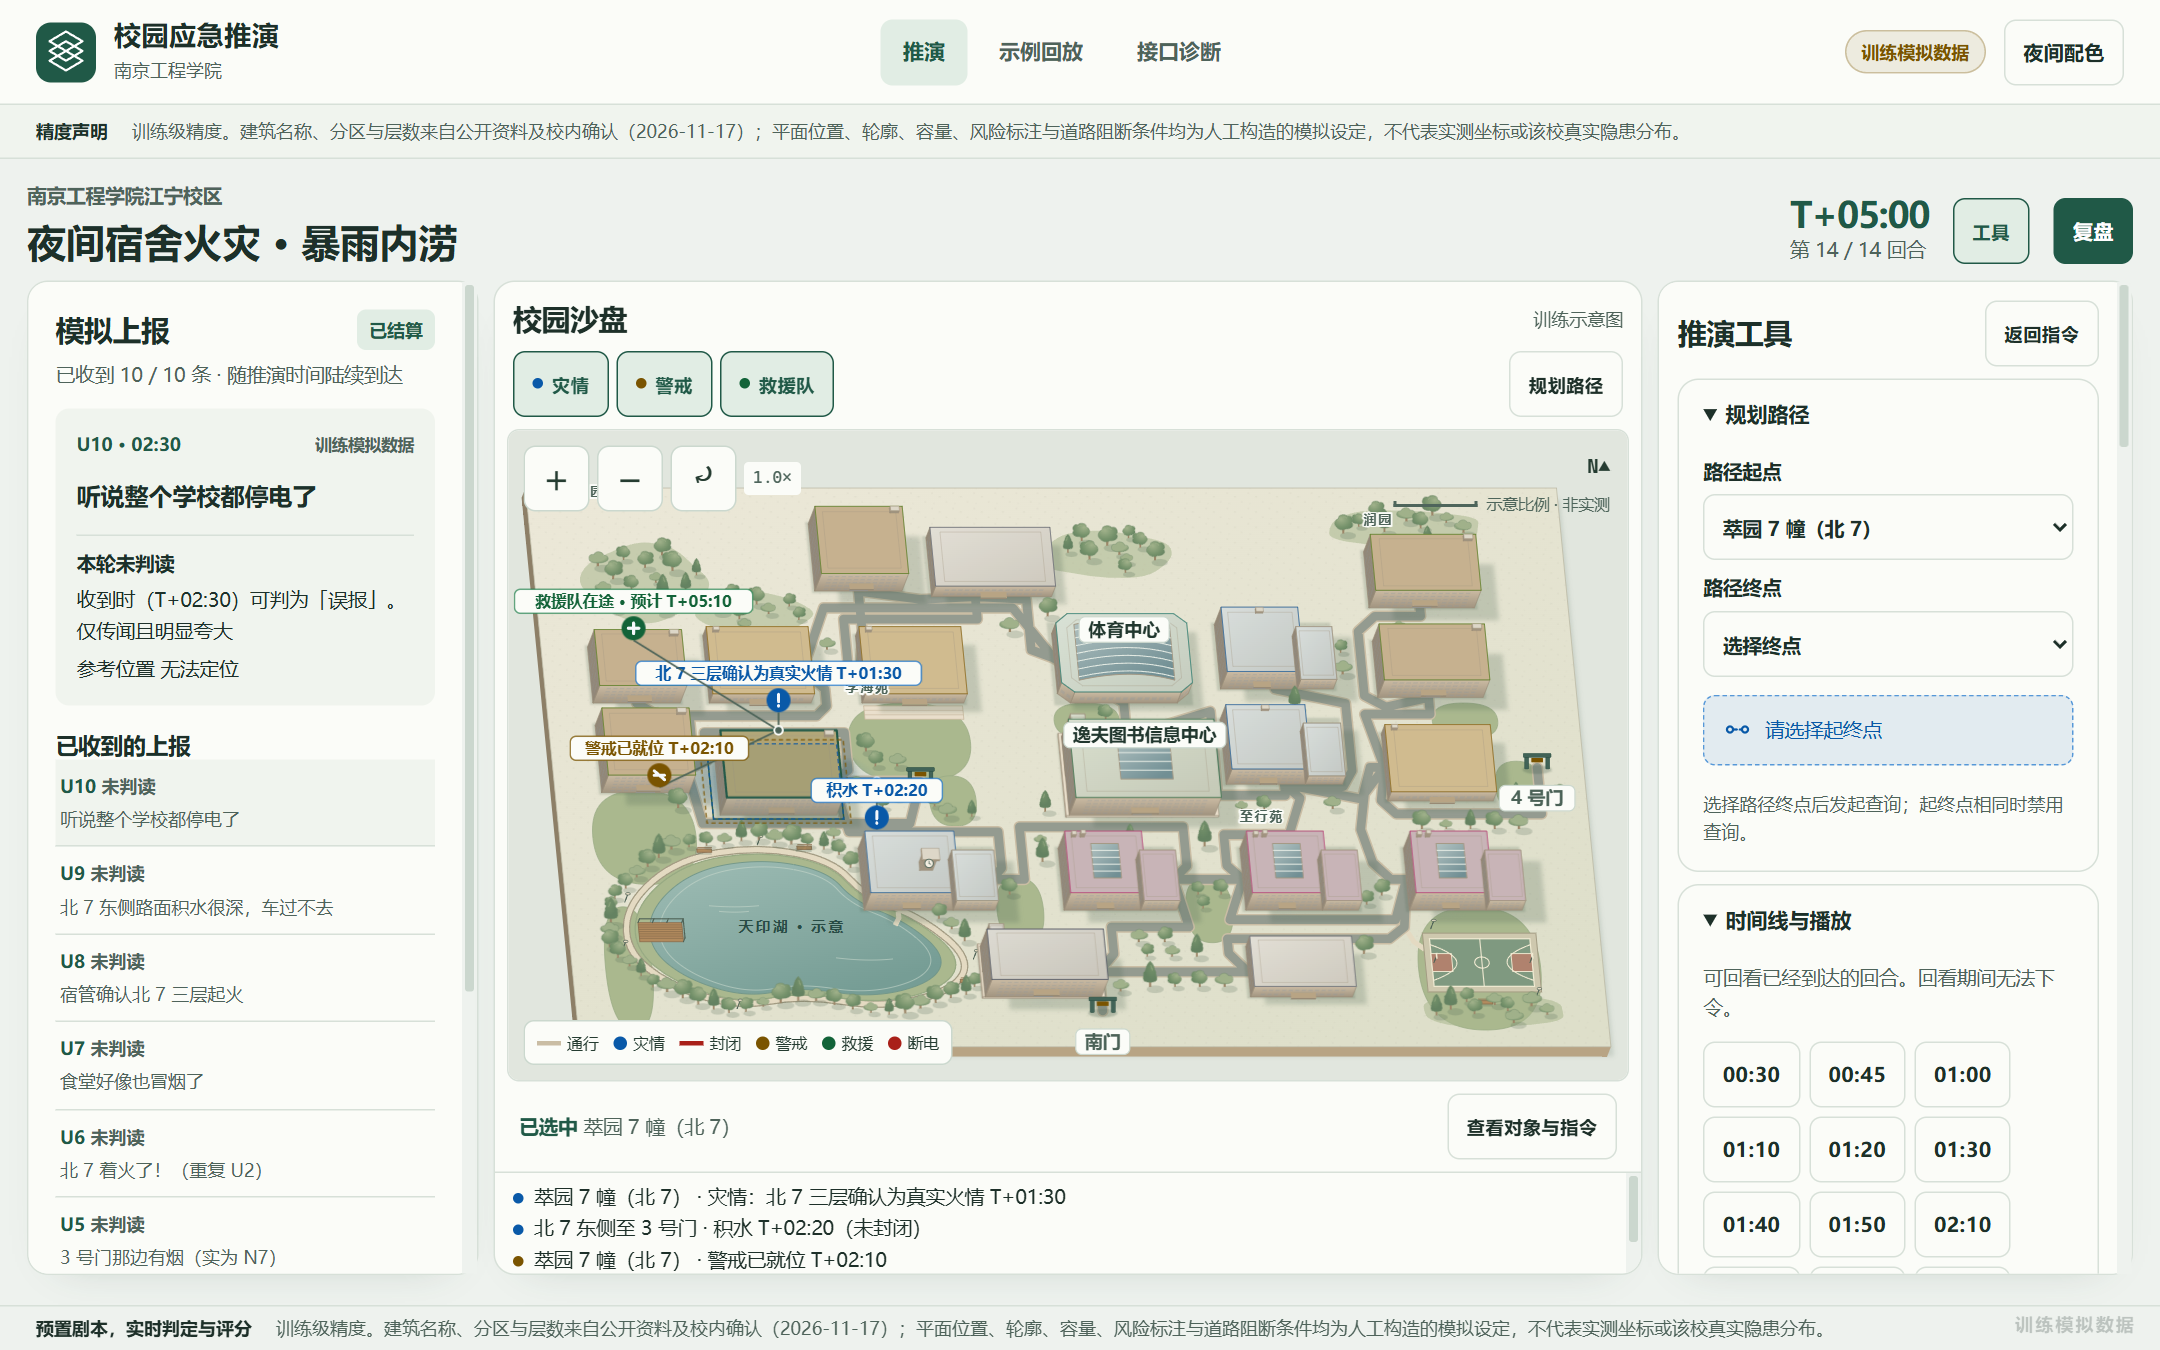 校园应急推演
南京工程学院
推演
示例回放
接口诊断
训练模拟数据
夜间配色
精度声明 训练级精度。建筑名称、分区与层数来自公开资料及校内确认（2026-11-17）；平面位置、轮廓、容量、风险标注与道路阻断条件均为人工构造的模拟设定，不代表实测坐标或该校真实隐患分布。
南京工程学院江宁校区
夜间宿舍火灾·暴雨内涝
T+05:00
第 14 / 14 回合
工具
复盘
模拟上报
已结算
已收到 10 / 10 条 · 随推演时间陆续到达
U10 • 02:30
训练模拟数据
听说整个学校都停电了
本轮未判读
收到时（T+02:30）可判为「误报」。
仅传闻且明显夸大
参考位置 无法定位
已收到的上报
U10 未判读
听说整个学校都停电了
U9 未判读
北 7 东侧路面积水很深，车过不去
U8 未判读
宿管确认北 7 三层起火
U7 未判读
食堂好像也冒烟了
U6 未判读
北 7 着火了！（重复 U2）
U5 未判读
3 号门那边有烟（实为 N7）
校园沙盘
训练示意图
灾情
警戒
救援队
规划路径
+
−
1.0×
N
示意比例 · 非实测
润园
救援队在途 • 预计 T+05:10
体育中心
北 7 三层确认为真实火情 T+01:30
学海苑
逸夫图书信息中心
警戒已就位 T+02:10
积水 T+02:20
4 号门
至行苑
天印湖 • 示意
通行
灾情
封闭
警戒
救援
断电
南门
已选中 萃园 7 幢（北 7）
查看对象与指令
萃园 7 幢（北 7） · 灾情：北 7 三层确认为真实火情 T+01:30
北 7 东侧至 3 号门 · 积水 T+02:20（未封闭）
萃园 7 幢（北 7） · 警戒已就位 T+02:10
推演工具
返回指令
规划路径
路径起点
萃园 7 幢（北 7）
路径终点
选择终点
请选择起终点
选择路径终点后发起查询；起终点相同时禁用
查询。
时间线与播放
可回看已经到达的回合。回看期间无法下
令。
00:30
00:45
01:00
01:10
01:20
01:30
01:40
01:50
02:10
预置剧本，实时判定与评分 训练级精度。建筑名称、分区与层数来自公开资料及校内确认（2026-11-17）；平面位置、轮廓、容量、风险标注与道路阻断条件均为人工构造的模拟设定，不代表实测坐标或该校真实隐患分布。
训练模拟数据